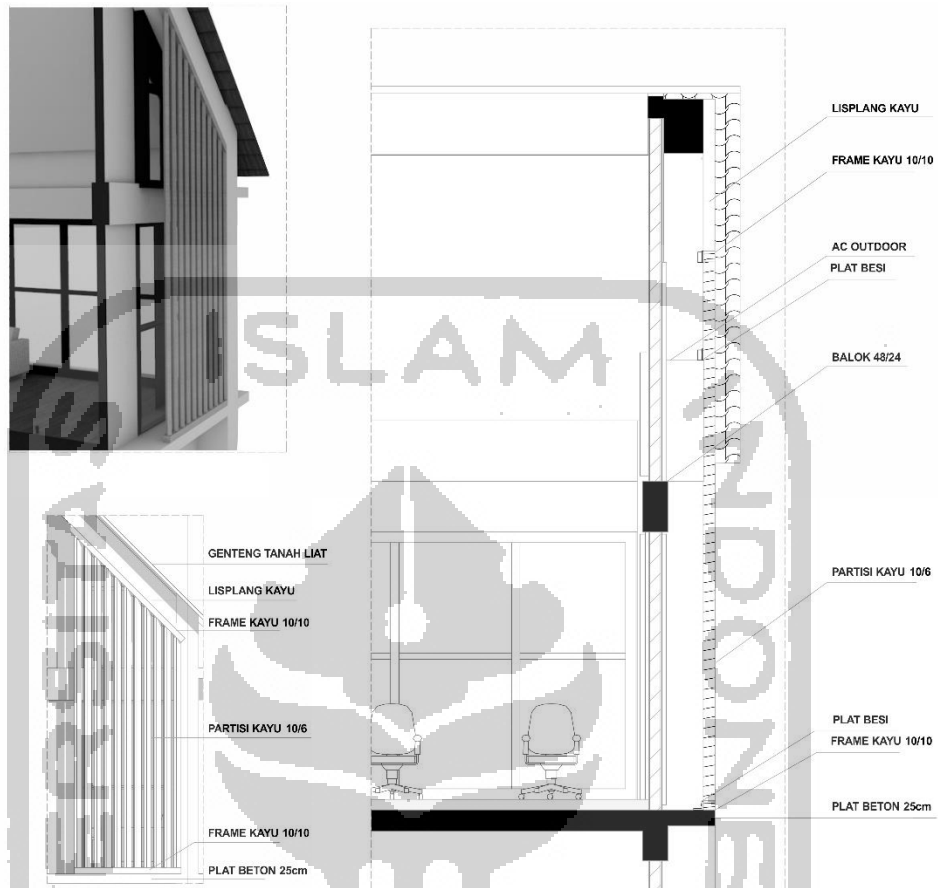 LISPLANG KAYU
FRAME KAYU 10/10
AC OUTDOOR
PLAT BESI
BALOK 48/24
PARTISI KAYU 10/6
PLAT BESI
FRAME KAYU 10/10
PLAT BETON 25cm
GENTENG TANAH LIAT
LISPLANG KAYU
FRAME KAYU 10/10
PARTISI KAYU 10/6
FRAME KAYU 10/10
PLAT BETON 25cm
ISLAM